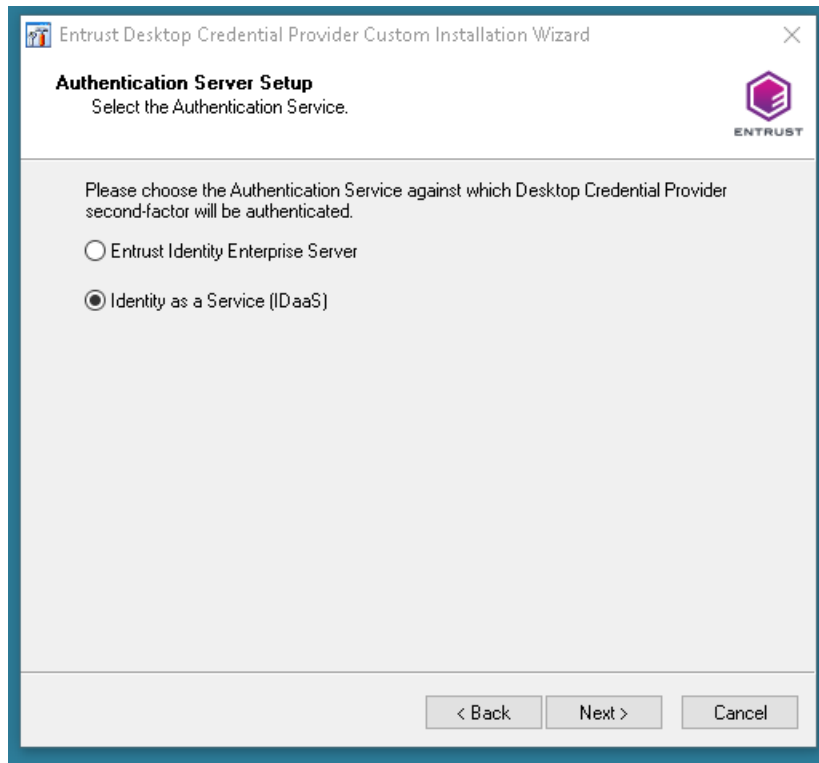 Entrust Desktop Credential Provider Custom Installation Wizard
Authentication Server Setup
Select the Authentication Service.
ENTRUST
Please choose the Authentication Service against which Desktop Credential Provider
second-factor will be authenticated.
Entrust Identity Enterprise Server
Identity as a Service (IDaaS)
< Back
Next >
Cancel